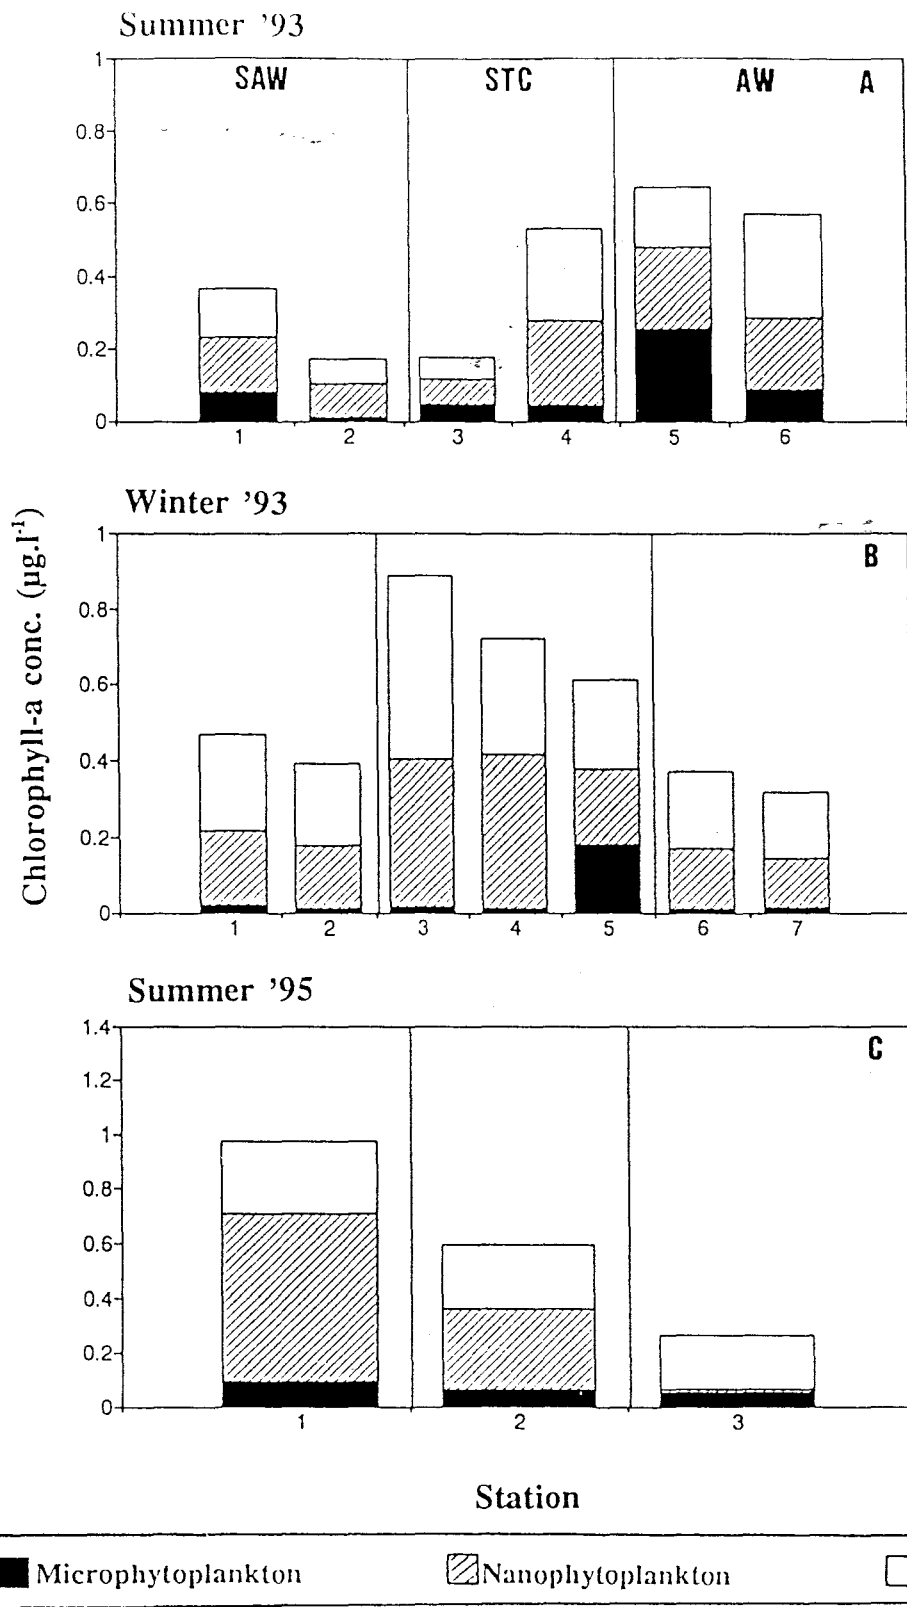 Summer '93
SAW STC AW A
1
0.8
0.6
0.4
0.2
0
1 2 3 4 5 6
Winter '93
B
1
0.8
0.6
0.4
0.2
0
1 2 3 4 5 6 7
Chlorophyll-a conc. (µg.l⁻¹)
Summer '95
C
1.4
1.2
1
0.8
0.6
0.4
0.2
0
1 2 3
Station
Microphytoplankton Nanophytoplankton